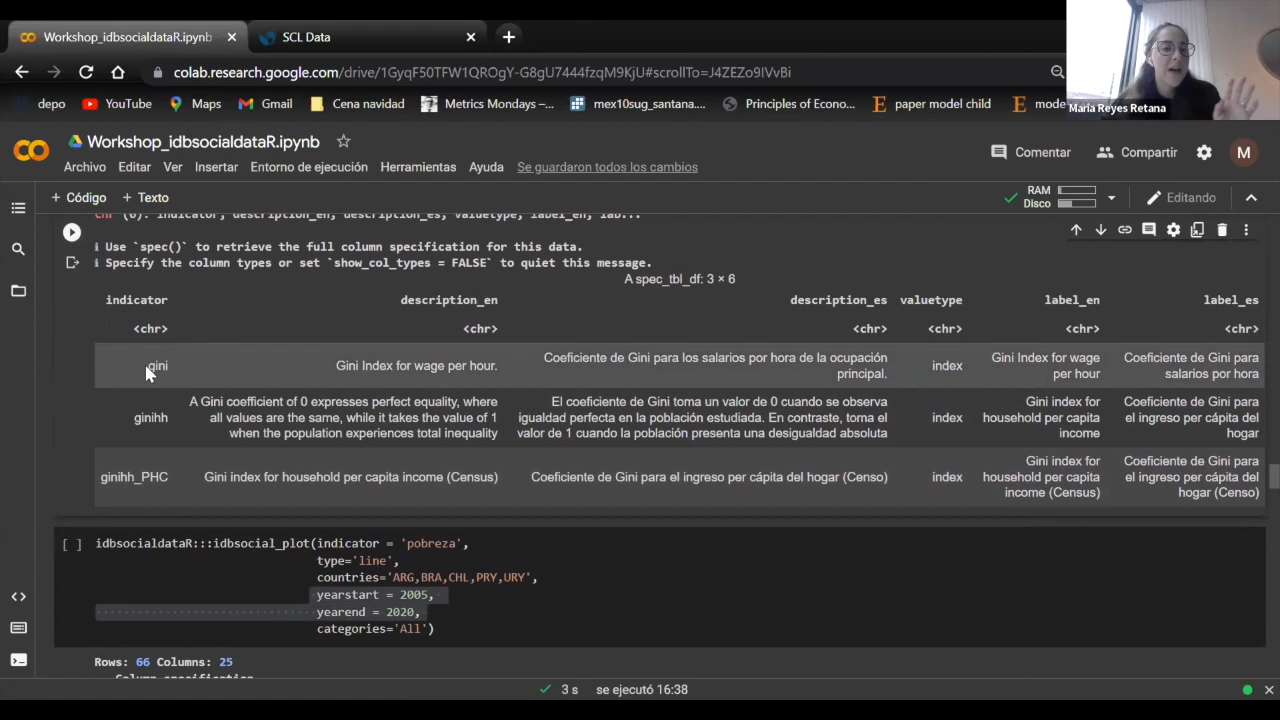 Workshop_idbsocialdataR.ipynb
SCL Data
colab.research.google.com/drive/1GyqF50TFW1QROgY-G8gU7444fzqM9KjU#scrollTo=J4ZEZo9IVvBi
depo YouTube Maps Gmail Cena navidad Metrics Mondays –... mex10sug_santana.... Principles of Econo... paper model child mode
Maria Reyes Retana
Workshop_idbsocialdataR.ipynb
Comentar Compartir M
Archivo Editar Ver Insertar Entorno de ejecución Herramientas Ayuda Se guardaron todos los cambios
+ Código + Texto
RAM
Disco
Editando
chr (6): indicator, description_en, description_es, valuetype, label_en, lab...
i Use `spec()` to retrieve the full column specification for this data.
i Specify the column types or set `show_col_types = FALSE` to quiet this message.
A spec_tbl_df: 3 × 6
indicator description_en description_es valuetype label_en label_es
<chr> <chr> <chr> <chr> <chr> <chr>
gini
Gini Index for wage per hour.
Coeficiente de Gini para los salarios por hora de la ocupación
principal.
index
Gini Index for wage
per hour
Coeficiente de Gini para
salarios por hora
ginihh
A Gini coefficient of 0 expresses perfect equality, where
all values are the same, while it takes the value of 1
when the population experiences total inequality
El coeficiente de Gini toma un valor de 0 cuando se observa
igualdad perfecta en la población estudiada. En contraste, toma el
valor de 1 cuando la población presenta una desigualdad absoluta
index
Gini index for
household per capita
income
Coeficiente de Gini para
el ingreso per cápita del
hogar
ginihh_PHC
Gini index for household per capita income (Census)
Coeficiente de Gini para el ingreso per cápita del hogar (Censo)
index
Gini index for
household per capita
income (Census)
Coeficiente de Gini para
el ingreso per cápita del
hogar (Censo)
[ ] idbsocialdataR:::idbsocial_plot(indicator = 'pobreza',
type='line',
countries='ARG,BRA,CHL,PRY,URY',
yearstart = 2005,
yearend = 2020,
categories='All')
Rows: 66 Columns: 25
Column specification
3 s se ejecutó 16:38